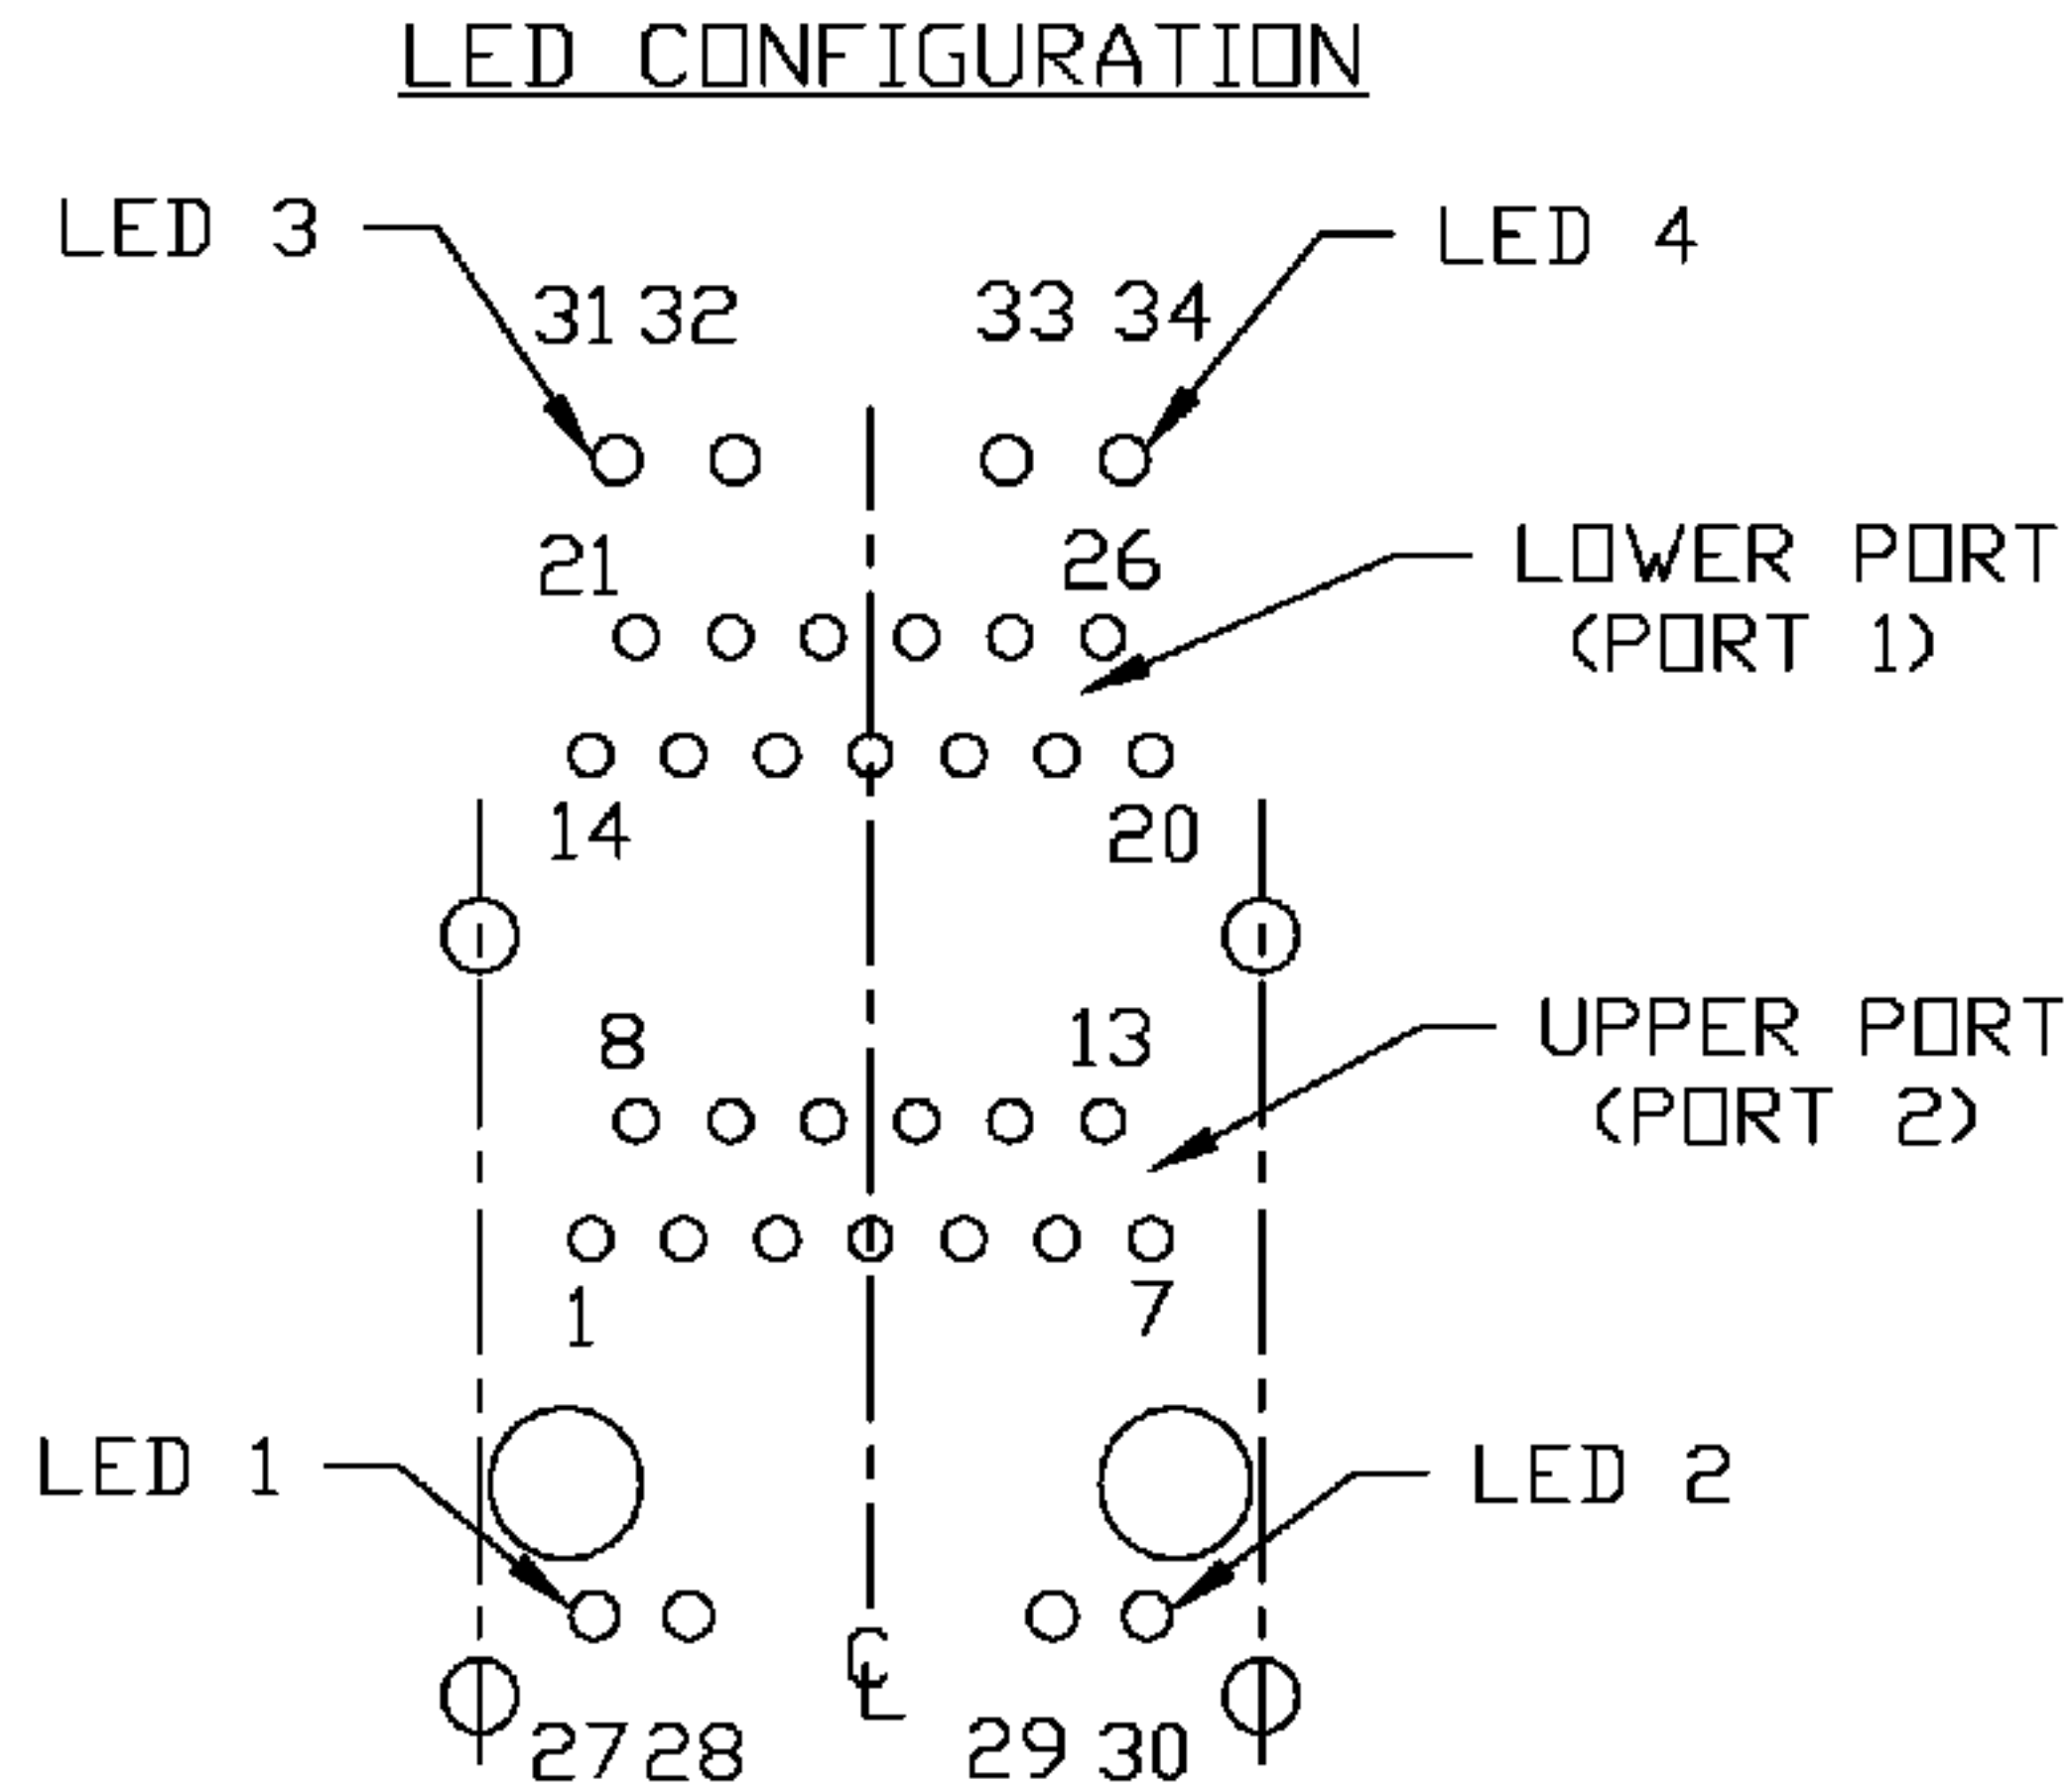 LED CONFIGURATION
LED 3
LED 4
31 32
33 34
21
26
LOWER PORT
(PORT 1)
14
20
8
13
UPPER PORT
(PORT 2)
1
7
LED 1
LED 2
CL
27 28
29 30